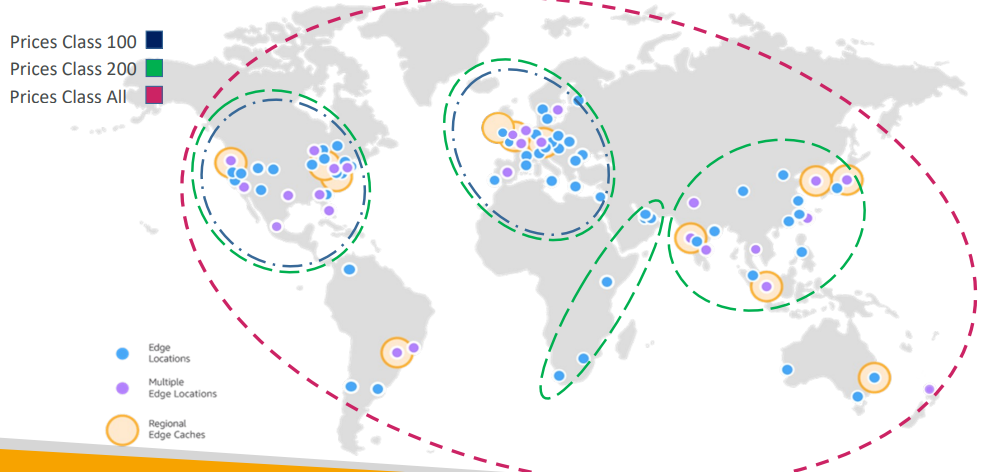 Prices Class 100
Prices Class 200
Prices Class All
Edge
Locations
Multiple
Edge Locations
Regional
Edge Caches